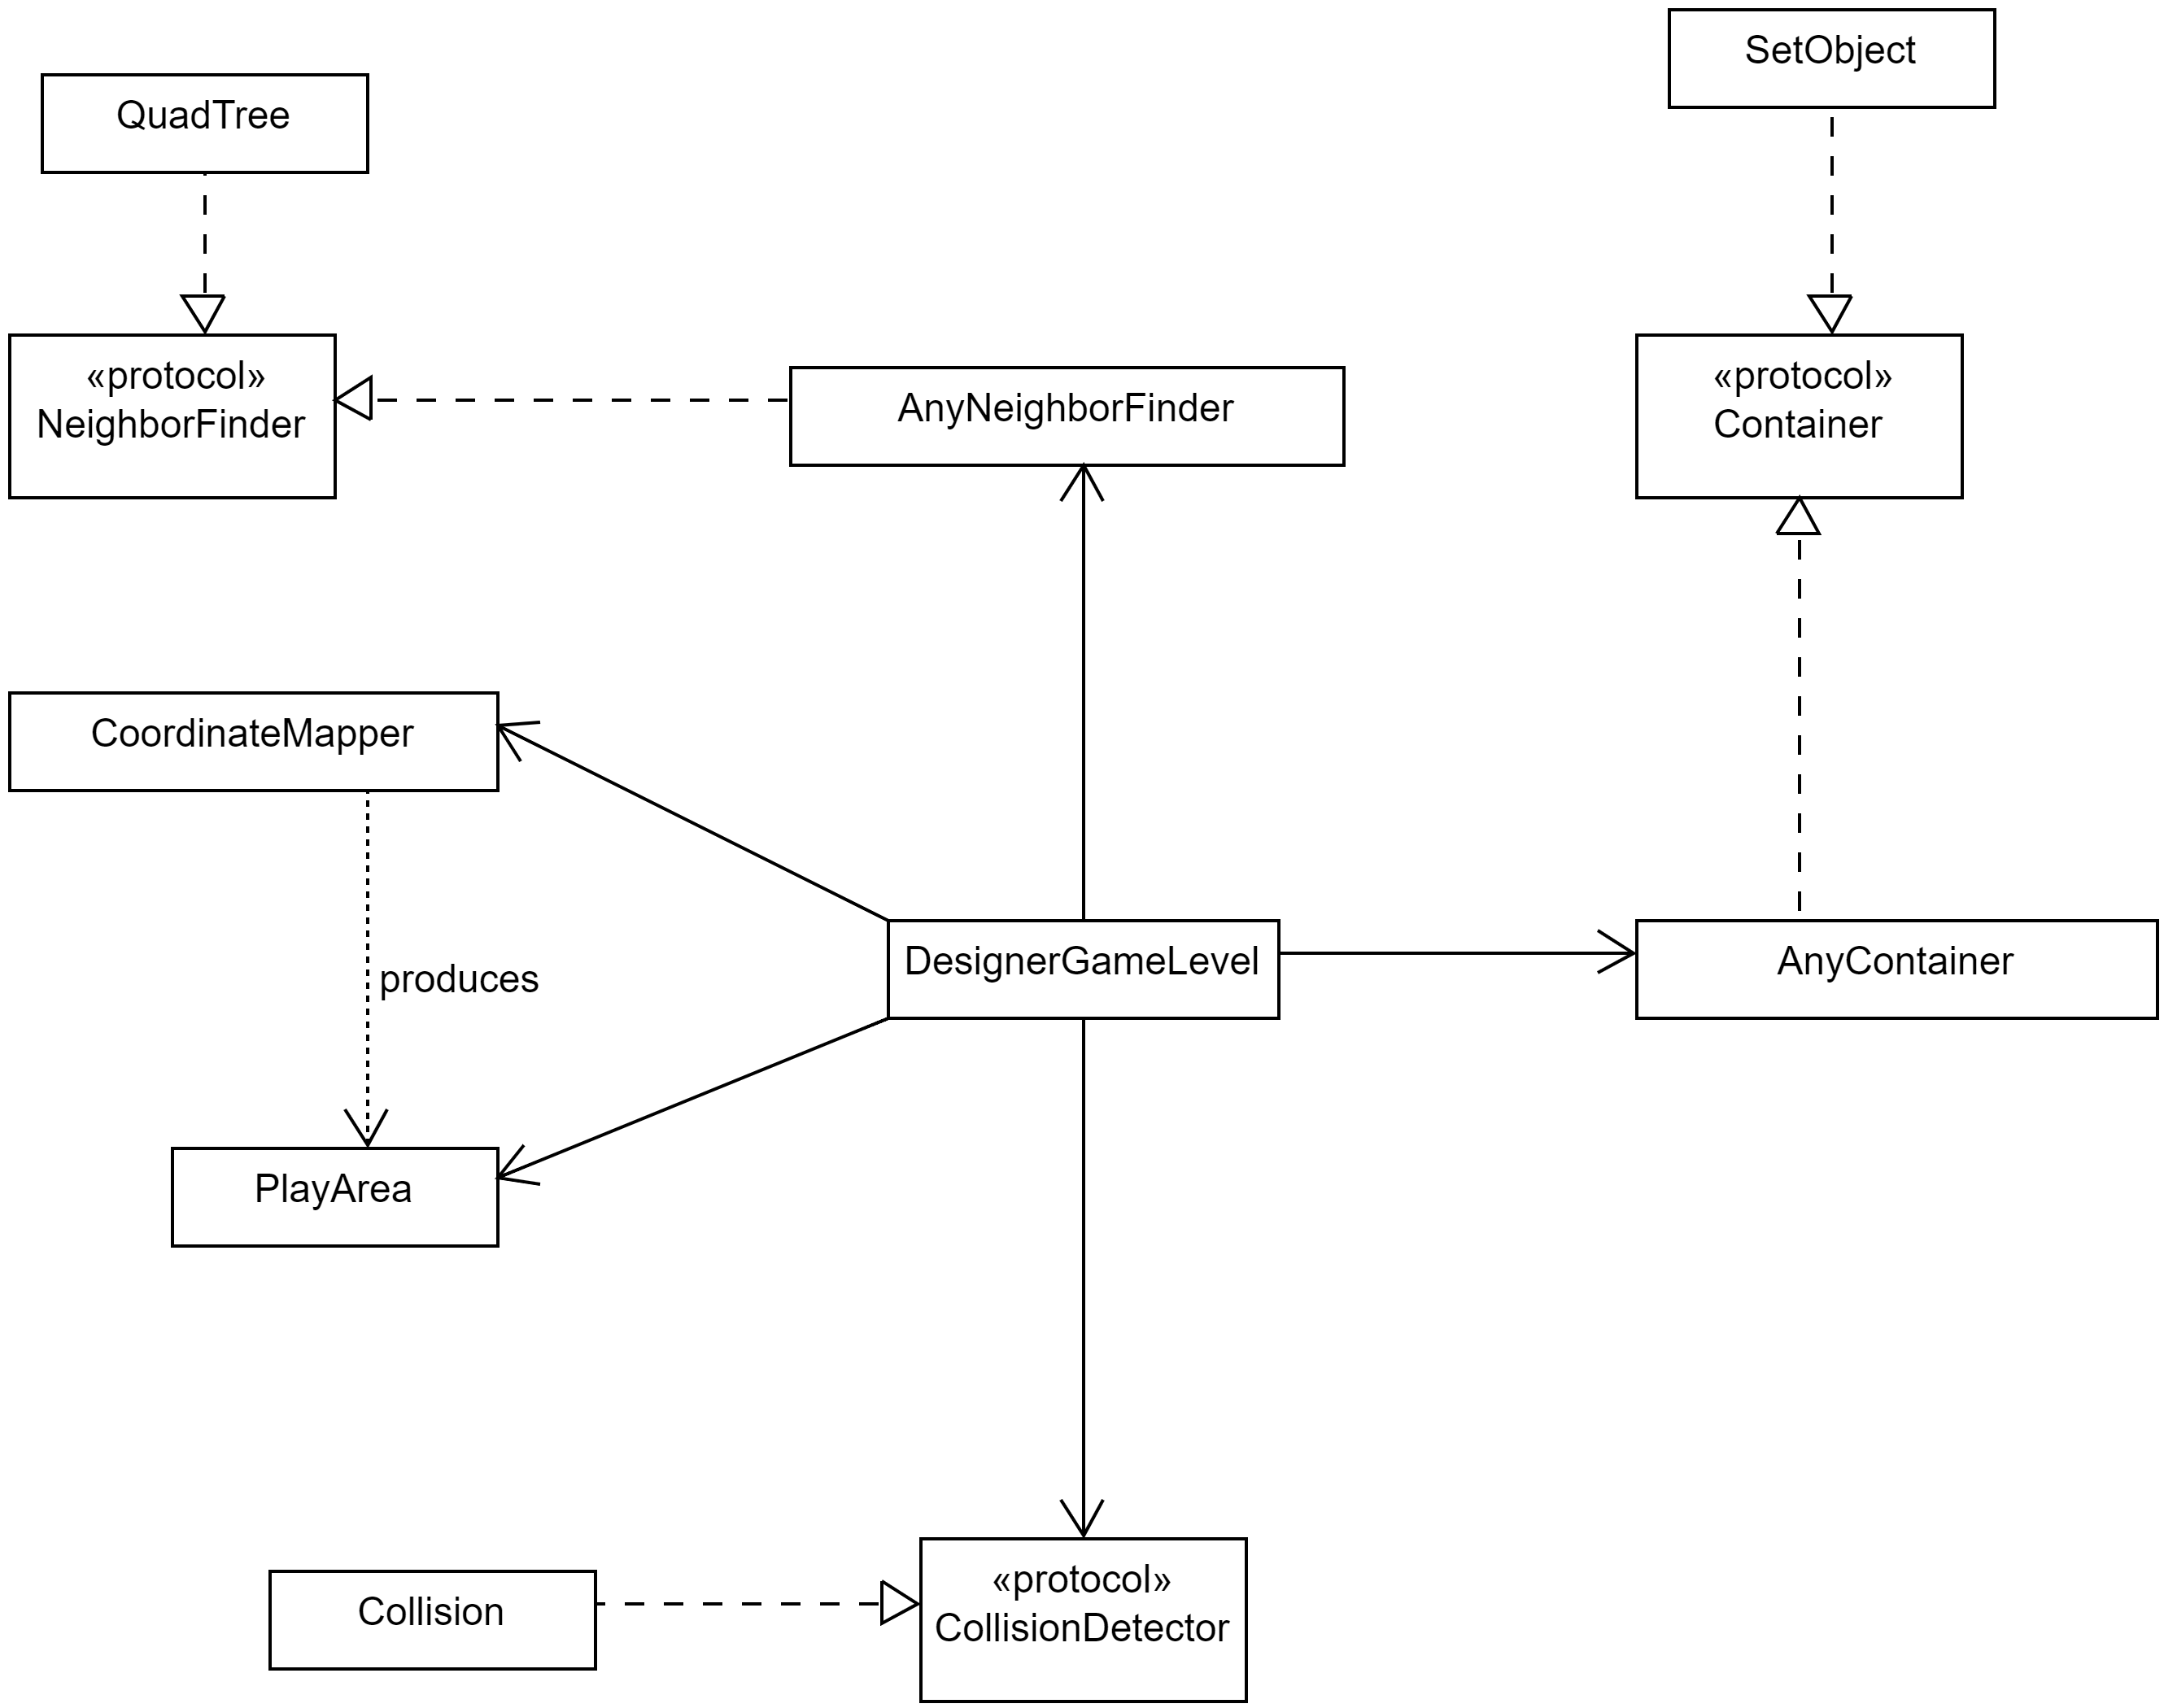 SetObject
QuadTree
«protocol»
NeighborFinder
AnyNeighborFinder
«protocol»
Container
CoordinateMapper
DesignerGameLevel
AnyContainer
produces
PlayArea
Collision
«protocol»
CollisionDetector